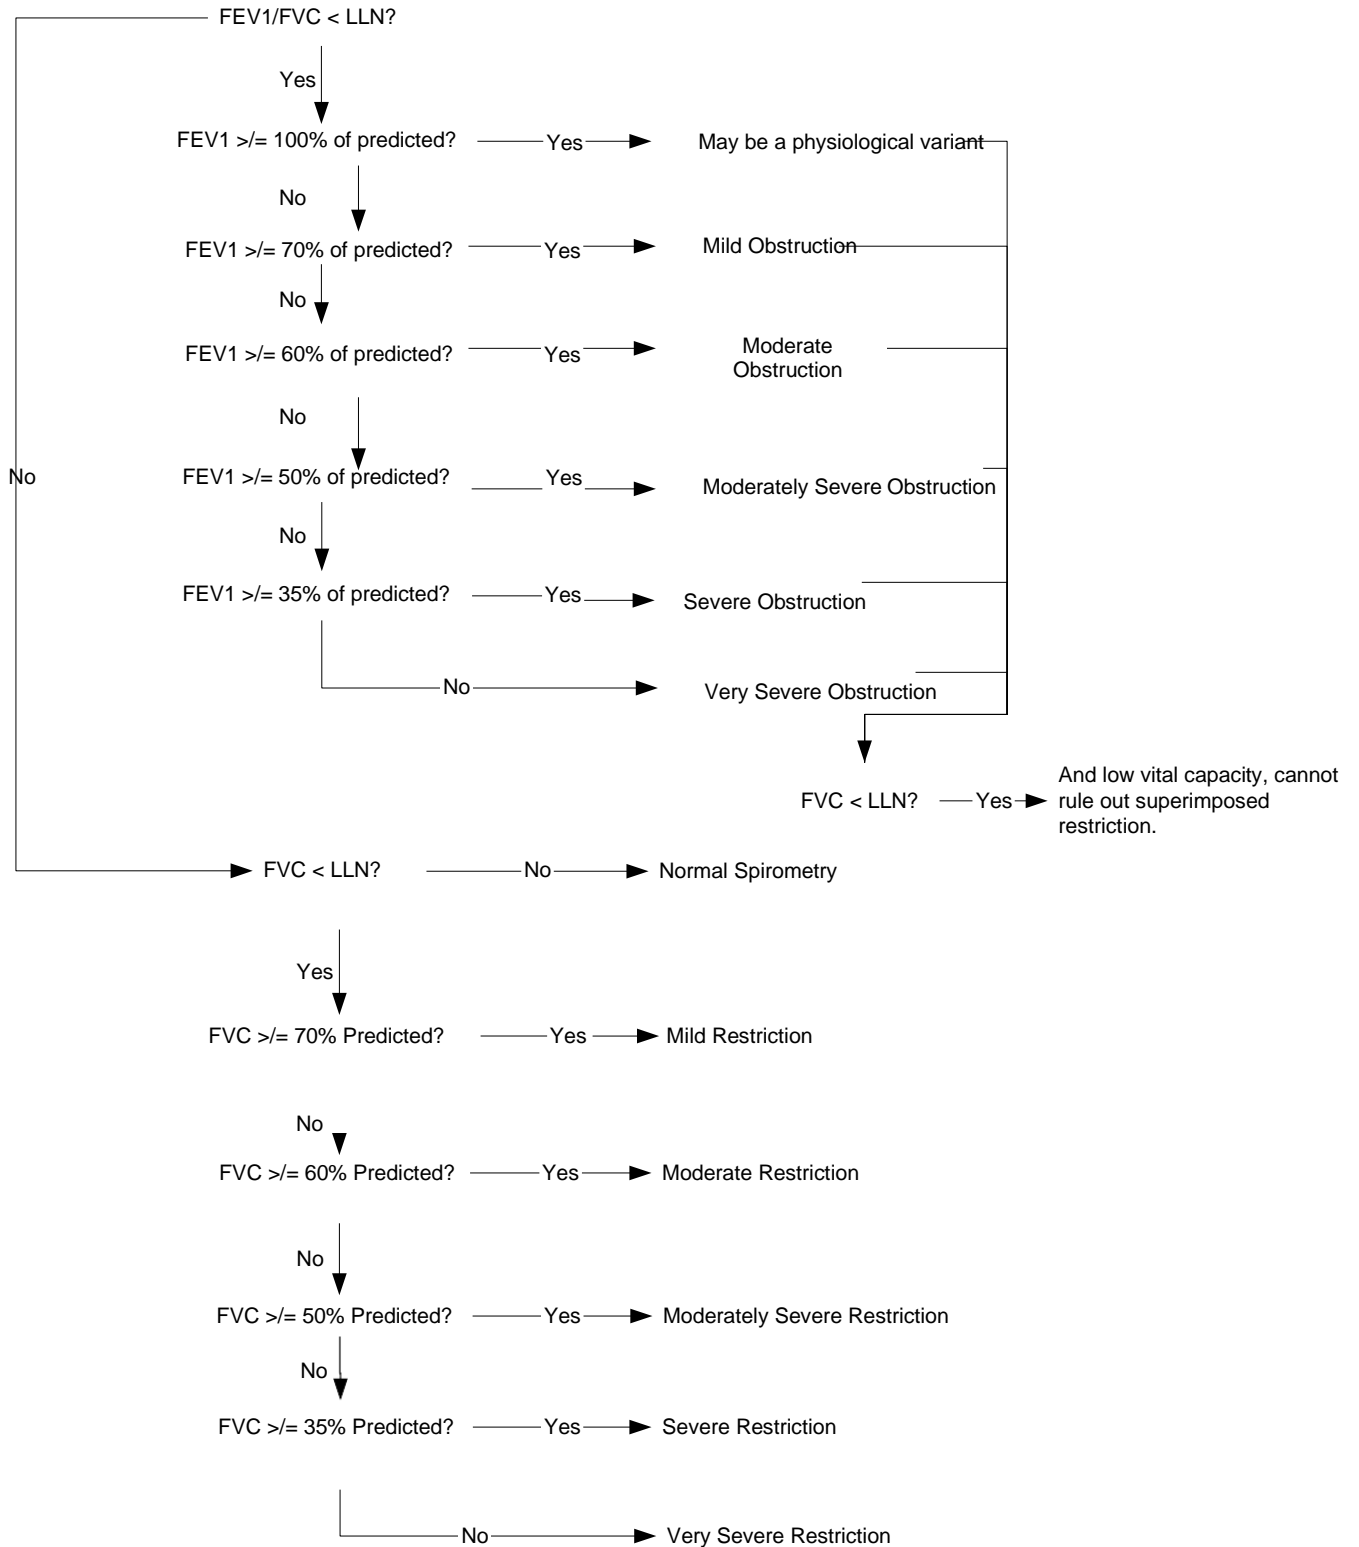 FEV1/FVC < LLN?
Yes
FEV1 >/= 100% of predicted?
Yes
May be a physiological variant
No
FEV1 >/= 70% of predicted?
Yes
Mild Obstruction
No
FEV1 >/= 60% of predicted?
Yes
Moderate
Obstruction
No
FEV1 >/= 50% of predicted?
Yes
Moderately Severe Obstruction
No
No
FEV1 >/= 35% of predicted?
Yes
Severe Obstruction
No
Very Severe Obstruction
FVC < LLN?
Yes
And low vital capacity, cannot
rule out superimposed
restriction.
FVC < LLN?
No
Normal Spirometry
Yes
FVC >/= 70% Predicted?
Yes
Mild Restriction
No
FVC >/= 60% Predicted?
Yes
Moderate Restriction
No
FVC >/= 50% Predicted?
Yes
Moderately Severe Restriction
No
FVC >/= 35% Predicted?
Yes
Severe Restriction
No
Very Severe Restriction